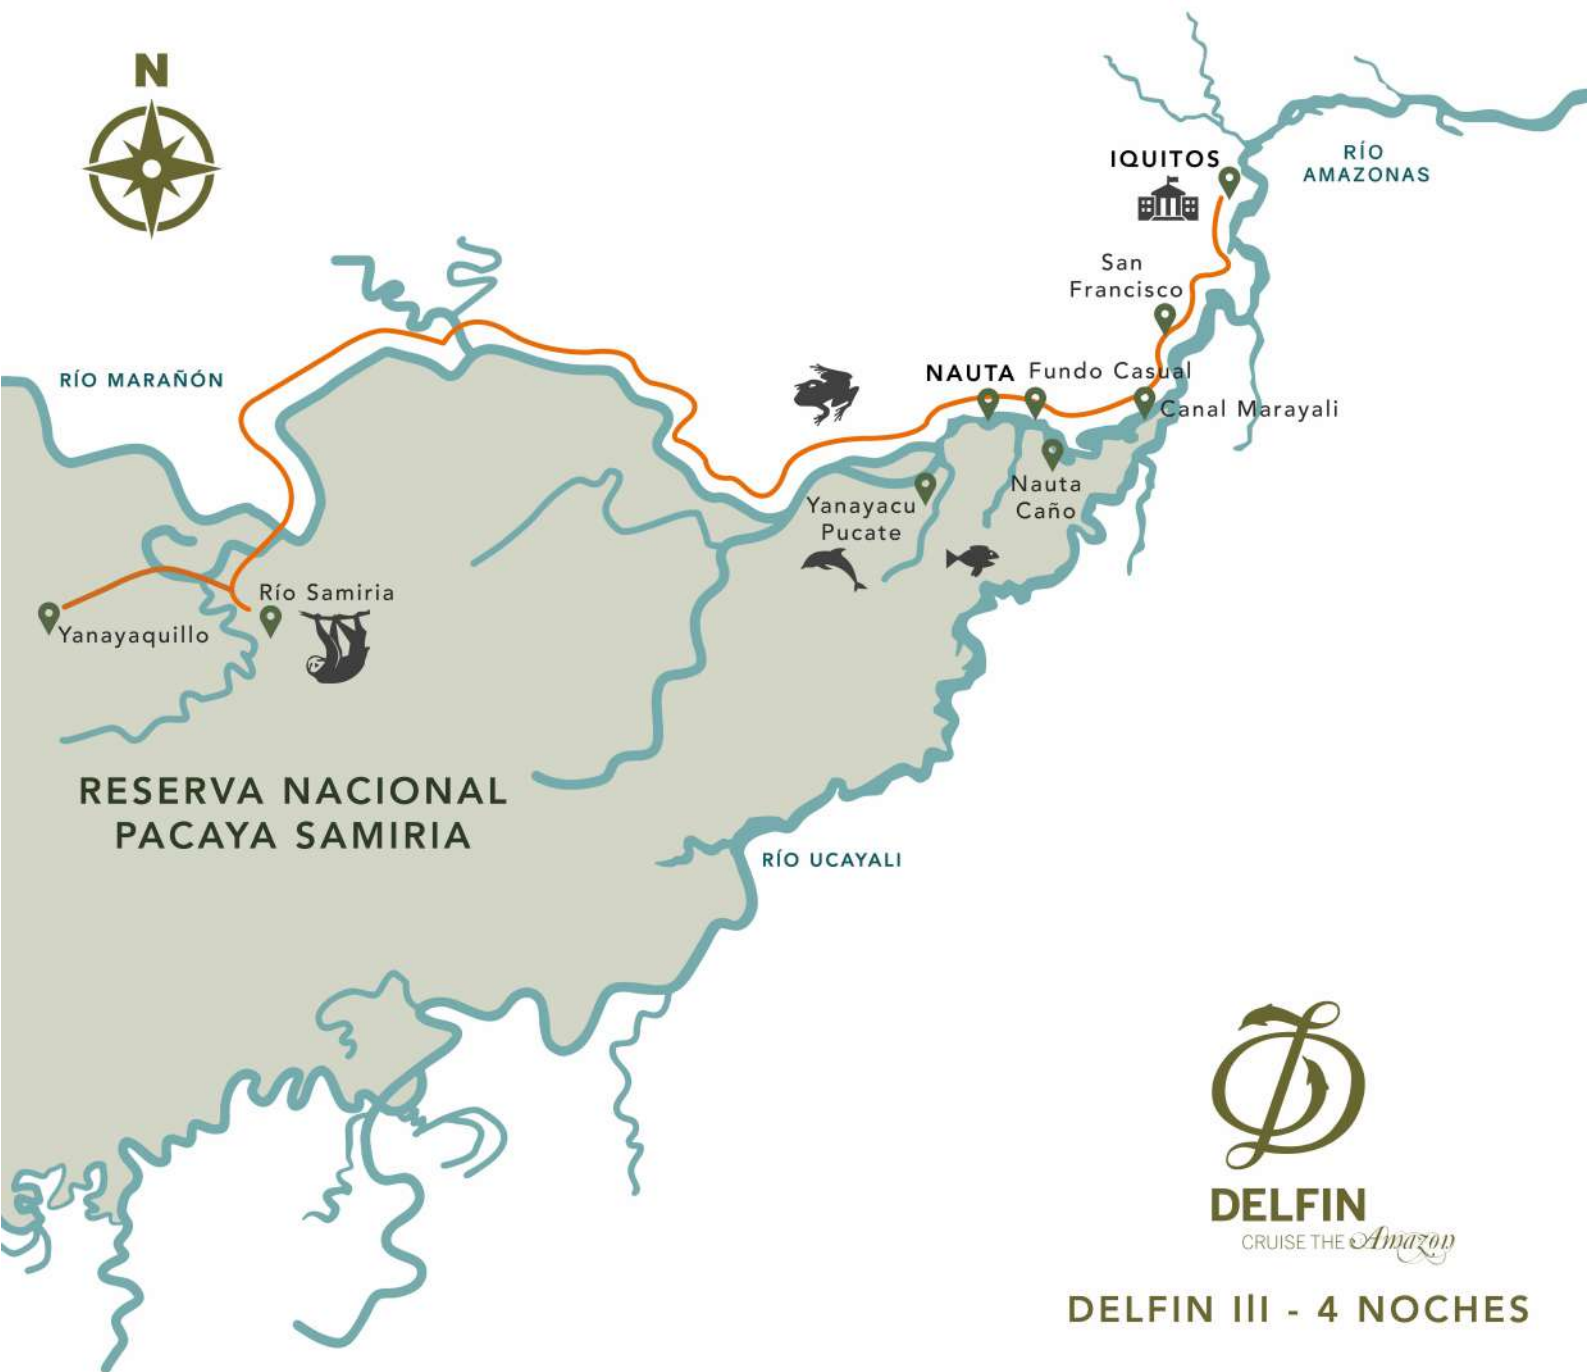 N
IQUITOS
RÍO
AMAZONAS
San
Francisco
RÍO MARAÑÓN
NAUTA
Fundo Casual
Canal Marayali
Yanayacu
Pucate
Nauta
Caño
Río Samiria
Yanayaquillo
RESERVA NACIONAL
PACAYA SAMIRIA
RÍO UCAYALI
DELFIN
CRUISE THE Amazon
DELFIN III - 4 NOCHES